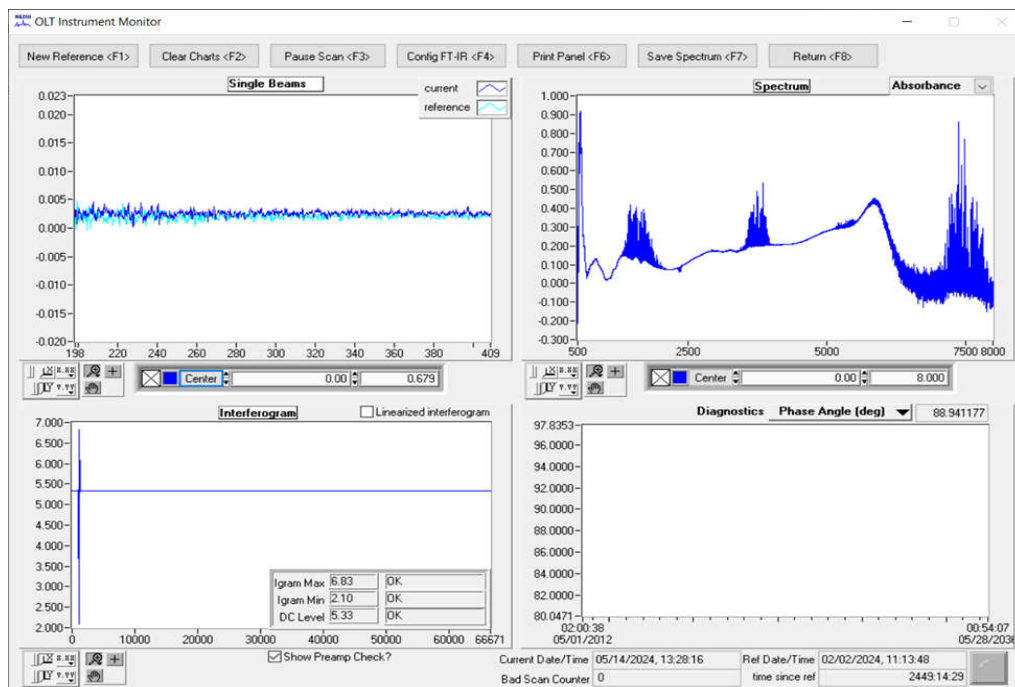 OLT Instrument Monitor
New Reference <F1> Clear Charts <F2> Pause Scan <F3> Config FT-IR <F4> Print Panel <F6> Save Spectrum <F7> Return <F8>
Single Beams
current
reference
0.023
0.020
0.015
0.010
0.005
0.000
-0.005
-0.010
-0.015
-0.020
198 220 240 260 280 300 320 340 360 380 409
Center 0.00 0.679
Spectrum Absorbance
1.000
0.900
0.800
0.700
0.600
0.500
0.400
0.300
0.200
0.100
0.000
-0.100
-0.200
-0.300
500 2500 5000 7500 8000
Center 0.00 8.000
Interferogram Linearized interferogram
7.000
6.500
6.000
5.500
5.000
4.500
4.000
3.500
3.000
2.500
2.000
0 10000 20000 30000 40000 50000 60000 66671
Igram Max 6.83 OK
Igram Min 2.10 OK
DC Level 5.33 OK
Diagnostics Phase Angle (deg) 88.941177
97.8353
96.0000
94.0000
92.0000
90.0000
88.0000
86.0000
84.0000
82.0000
80.0471
02:00:38 00:54:07
05/01/2012 05/28/2036
Show Preamp Check?
Current Date/Time 05/14/2024, 13:28:16 Ref Date/Time 02/02/2024, 11:13:48
Bad Scan Counter 0 time since ref 2449:14:29